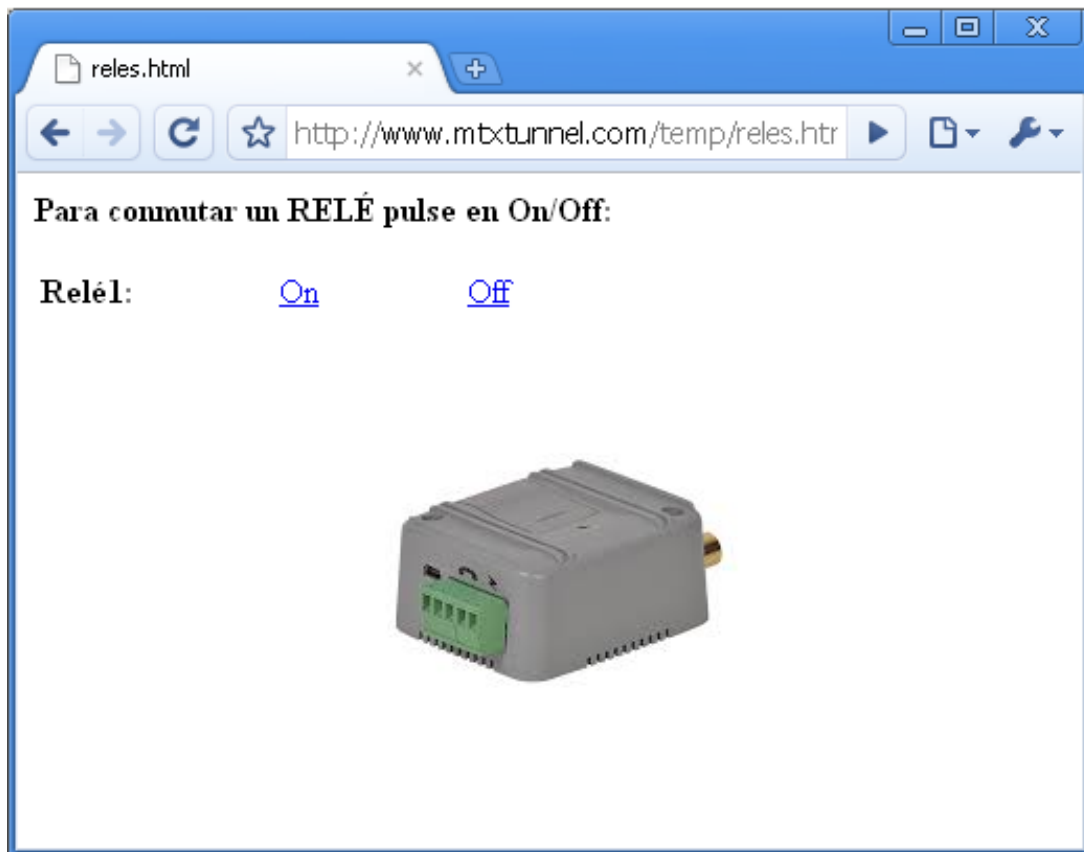 reles.html
http://www.mtxtunnel.com/temp/reles.htr
Para conmutar un RELÉ pulse en On/Off:
Relé1: On Off